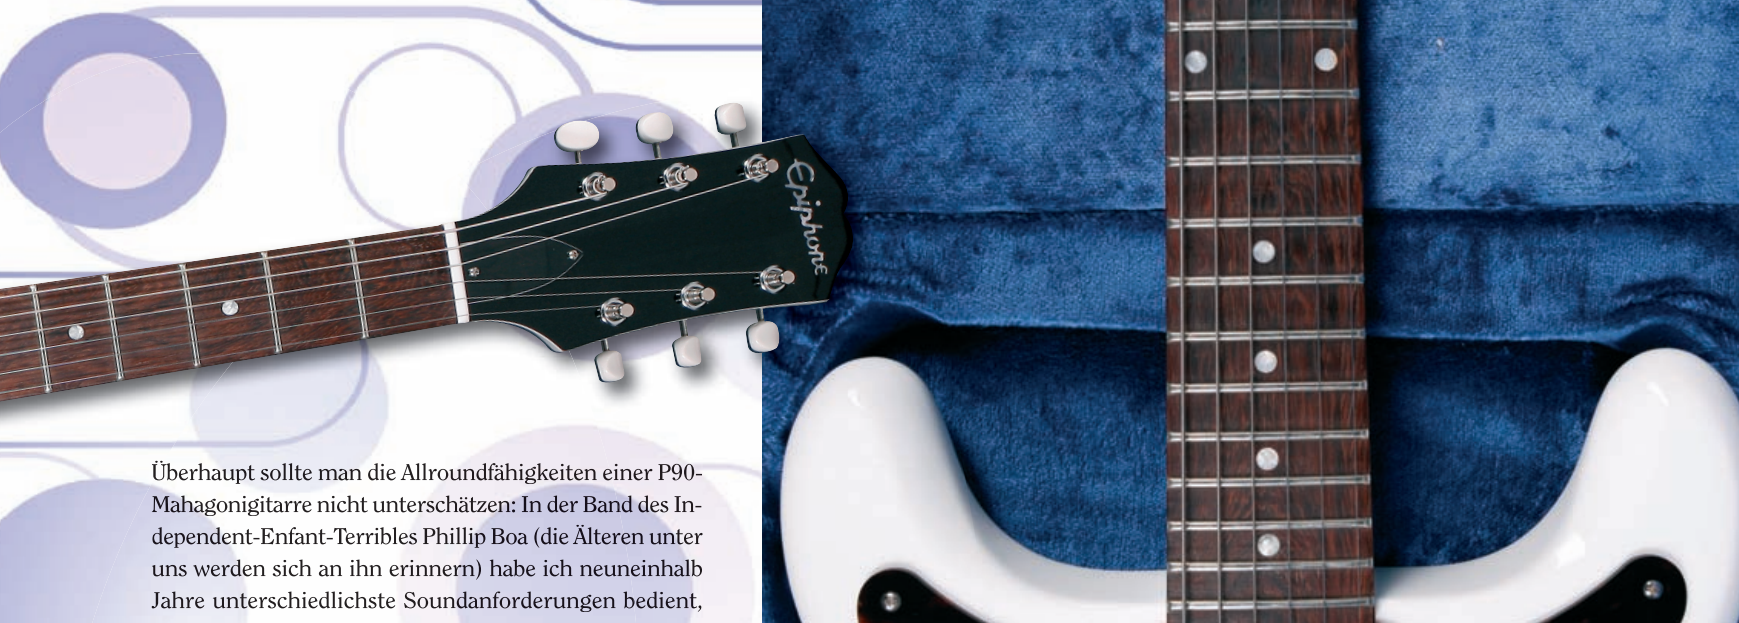 Epiphone
Überhaupt sollte man die Allroundfähigkeiten einer P90-
Mahagonigitarre nicht unterschätzen: In der Band des In-
dependent-Enfant-Terribles Phillip Boa (die Älteren unter
uns werden sich an ihn erinnern) habe ich neuneinhalb
Jahre unterschiedlichste Soundanforderungen bedient,